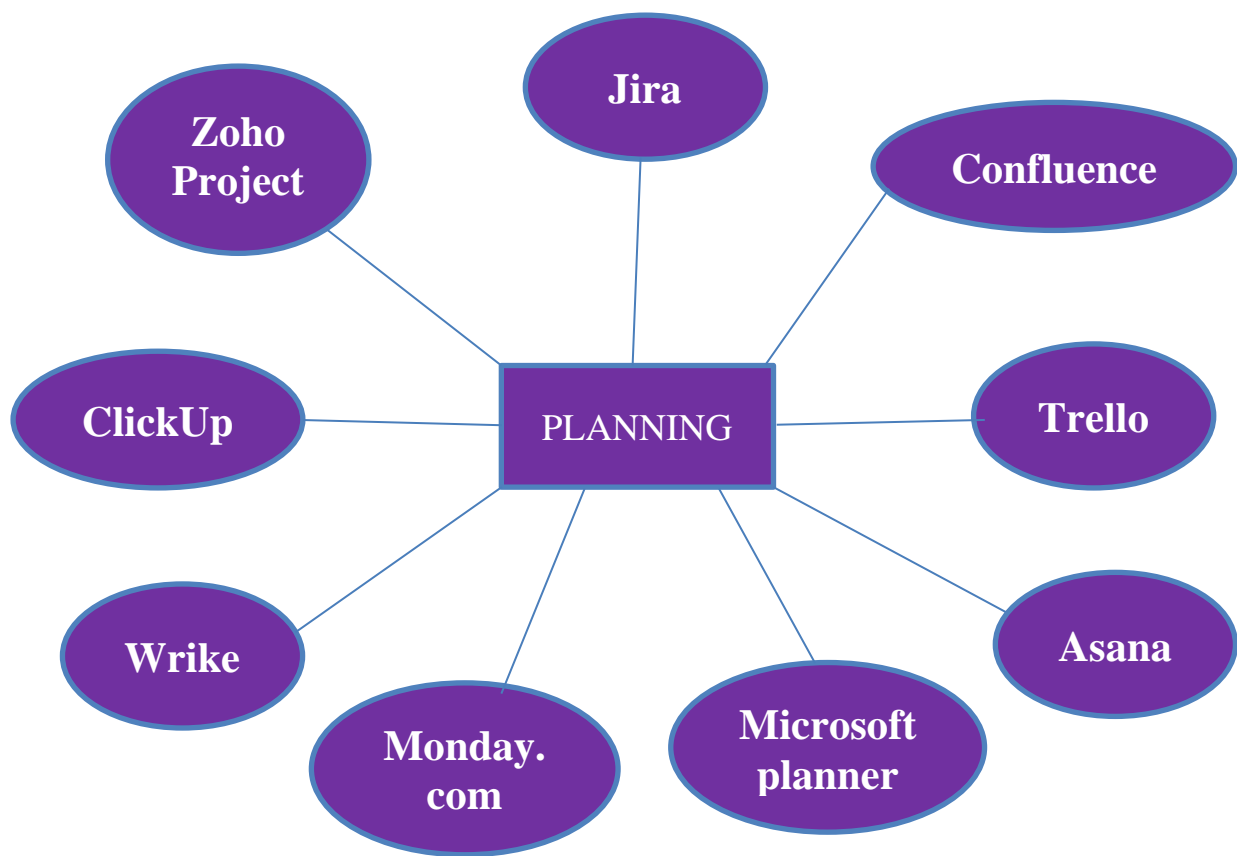 Jira
Zoho
Project
Confluence
ClickUp
PLANNING
Trello
Wrike
Asana
Monday.
com
Microsoft
planner